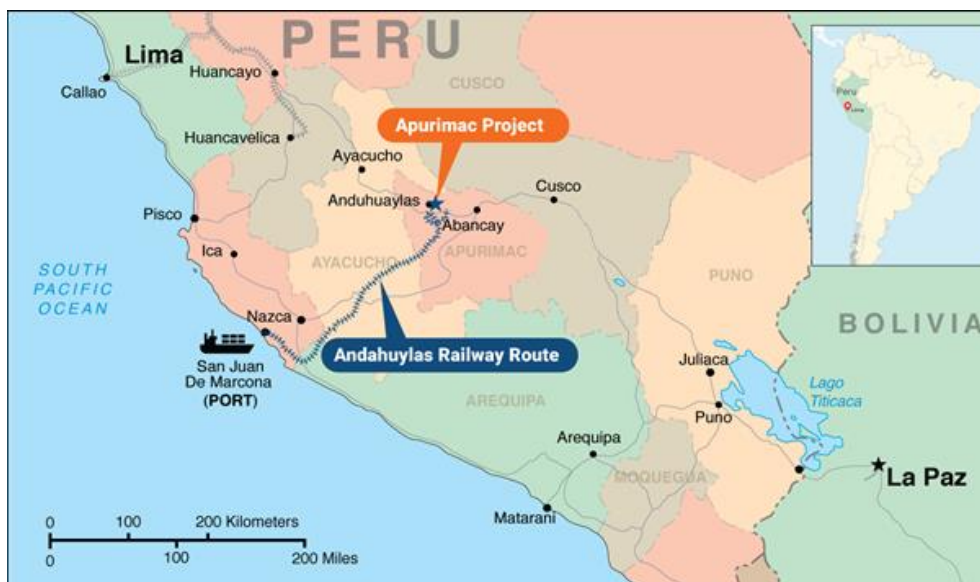 PERU
Lima
Callao
Huancayo
CUSCO
Huancavelica
Apurimac Project
Ayacucho
Anduhuaylas
Cusco
Abancay
Pisco
Ica
AYACUCHO
APURIMAC
PUNO
SOUTH
PACIFIC
OCEAN
Nazca
BOLIVIA
San Juan
De Marcona
(PORT)
Andahuylas Railway Route
Juliaca
Lago
Titicaca
AREQUIPA
Puno
Arequipa
MOQUEGUA
La Paz
Matarani
0 100 200 Kilometers
0 100 200 Miles
Peru
Lima